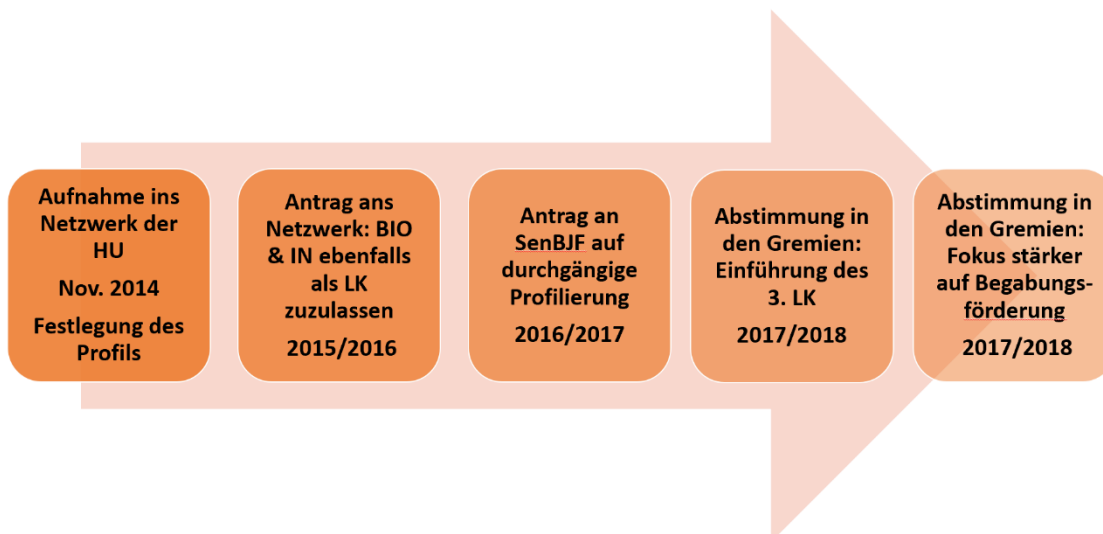 Aufnahme ins
Netzwerk der
HU
Nov. 2014
Festlegung des
Profils
Antrag ans
Netzwerk: BIO
& IN ebenfalls
als LK
zuzulassen
2015/2016
Antrag an
SenBJF auf
durchgängige
Profilierung
2016/2017
Abstimmung in
den Gremien:
Einführung des
3. LK
2017/2018
Abstimmung in
den Gremien:
Fokus stärker
auf Begabungs-
förderung
2017/2018